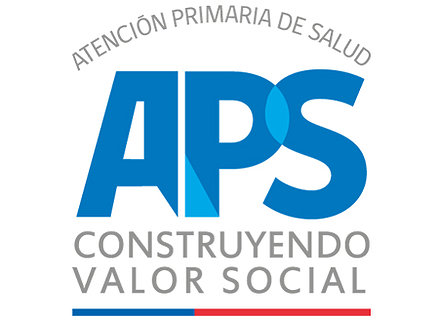 ATENCIÓN PRIMARIA DE SALUD
APS
CONSTRUYENDO
VALOR SOCIAL